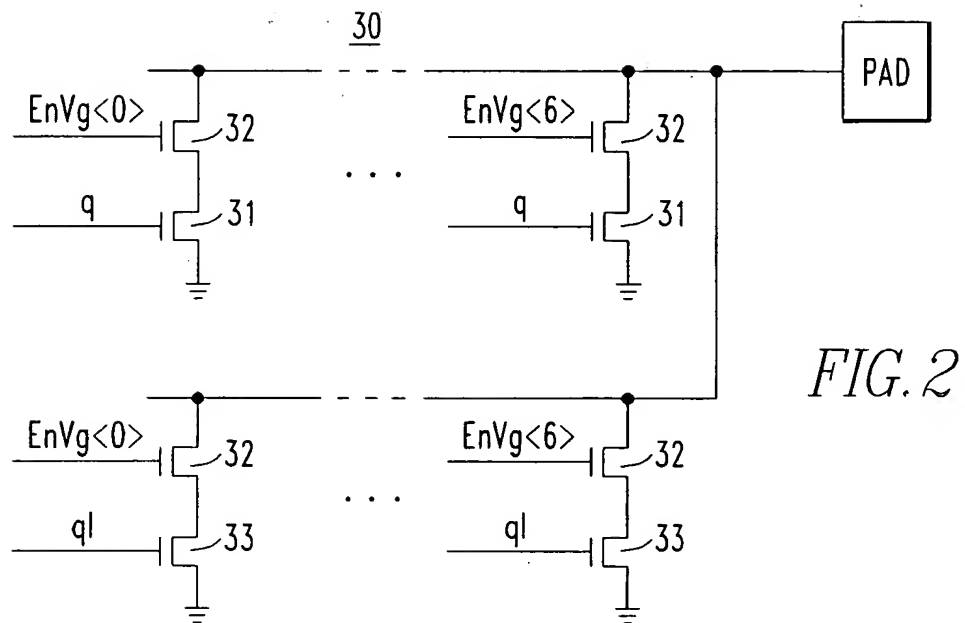 30
PAD
EnVg<0>
32
EnVg<6>
32
q
31
. . .
q
31
FIG. 2
EnVg<0>
32
EnVg<6>
32
ql
33
. . .
ql
33